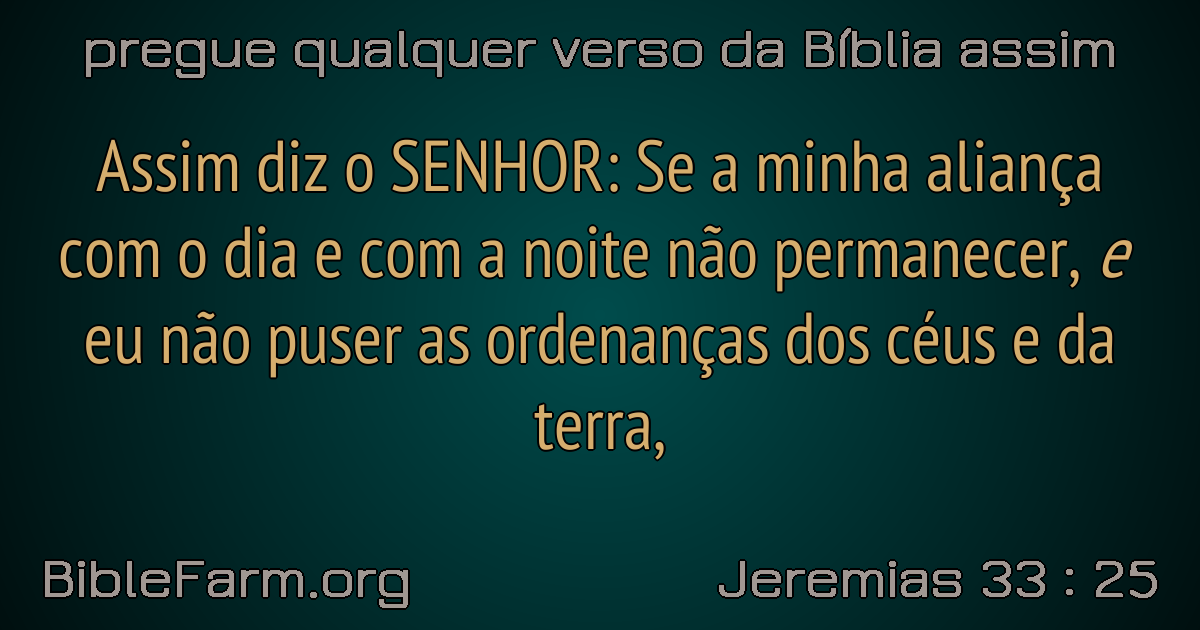 pregue qualquer verso da Bíblia assim
Assim diz o SENHOR: Se a minha aliança
com o dia e com a noite não permanecer, e
eu não puser as ordenanças dos céus e da
terra,
BibleFarm.org
Jeremias 33 : 25